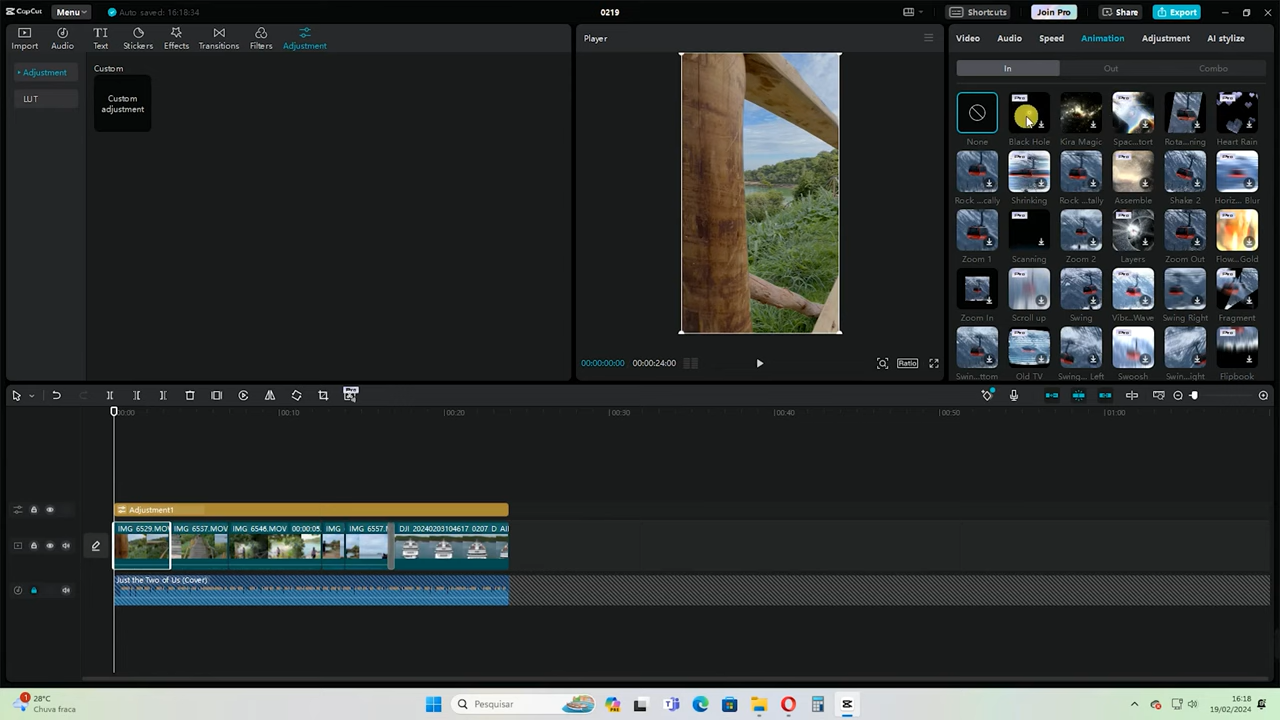 CapCut Menu Auto saved: 16:18:34 0219 Shortcuts Join Pro Share Export
Import Audio Text Stickers Effects Transitions Filters Adjustment
Adjustment
LUT
Custom
Custom adjustment
Player
00:00:00:00 00:00:24:00 Ratio
Video Audio Speed Animation Adjustment AI stylize
In Out Combo
None Black Hole Kira Magic Spac...tort Rota...ning Heart Rain
Rock ...cally Shrinking Rock ...tally Assemble Shake 2 Horiz... Blur
Zoom 1 Scanning Zoom 2 Layers Zoom Out Flow...Gold
Zoom In Scroll up Swing Vibr...Wave Swing Right Fragment
Swin...ttom Old TV Swing... Left Swoosh Swin...ight Flipbook
00:00 00:10 00:20 00:30 00:40 00:50 01:00
Adjustment1
IMG 6529.MOV IMG 6537.MOV IMG 6546.MOV 00:00:05 IMG IMG 6557.M DJI 20240203104617 0207 D
Just the Two of Us (Cover)
28°C
Chuva fraca
Pesquisar
16:18
19/02/2024